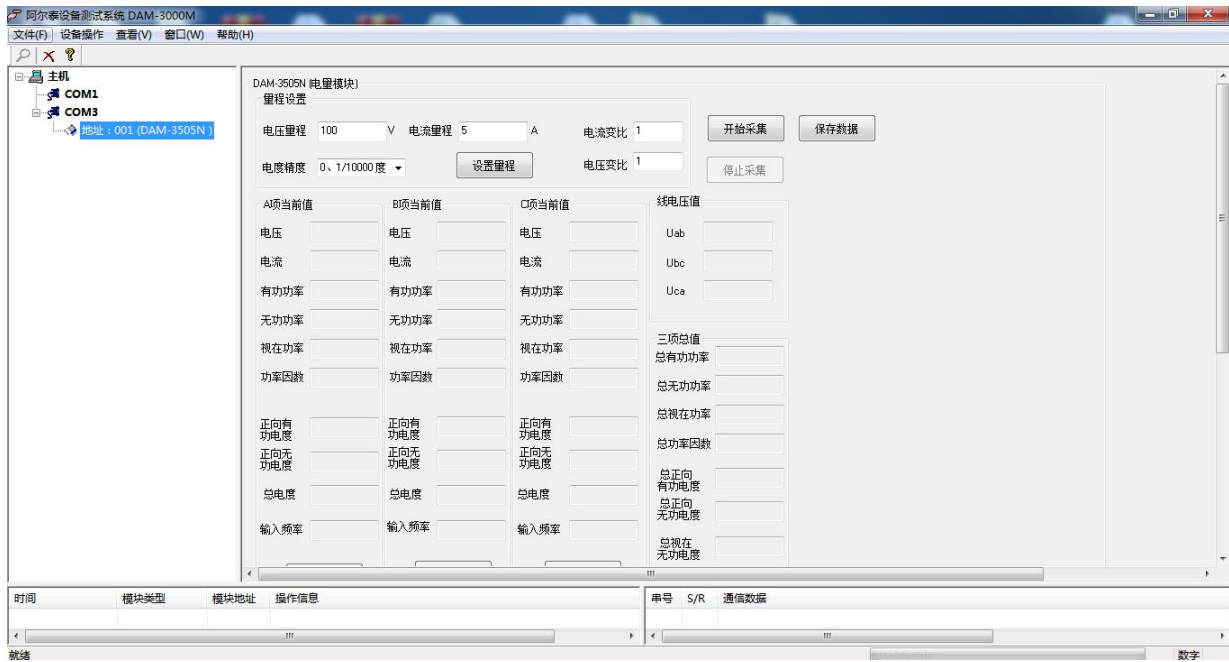 阿尔泰设备测试系统 DAM-3000M
文件(F) 设备操作 查看(V) 窗口(W) 帮助(H)
主机
COM1
COM3
地址：001 (DAM-3505N )
DAM-3505N (电量模块)
量程设置
电压量程 100 V 电流量程 5 A 电流变比 1 开始采集 保存数据
电度精度 0、1/10000度 设置量程 电压变比 1 停止采集
A项当前值 B项当前值 C项当前值 线电压值
电压 电压 电压 Uab
电流 电流 电流 Ubc
有功功率 有功功率 有功功率 Uca
无功功率 无功功率 无功功率
视在功率 视在功率 视在功率
功率因数 功率因数 功率因数
正向有
功电度
正向有
功电度
正向有
功电度
正向无
功电度
正向无
功电度
正向无
功电度
总电度 总电度 总电度
输入频率 输入频率 输入频率
三项总值
总有功功率
总无功功率
总视在功率
总功率因数
总正向
有功电度
总正向
无功电度
总视在
无功电度
时间 模块类型 模块地址 操作信息 串号 S/R 通信数据
就绪 数字